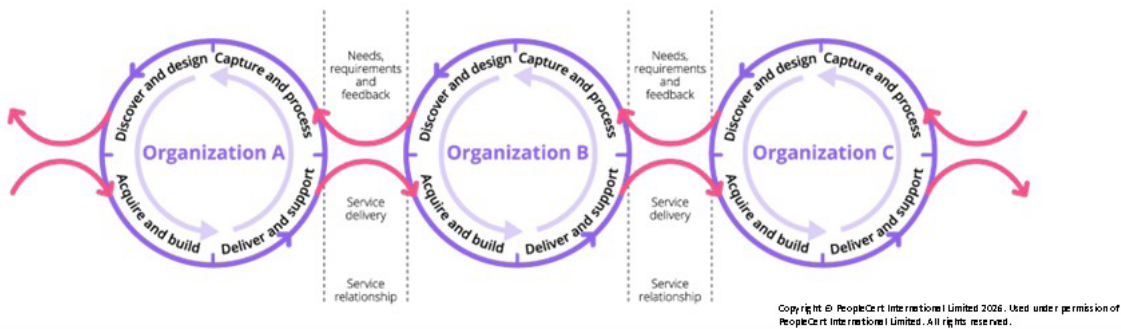 Needs,
requirements
and
feedback
Needs,
requirements
and
feedback
Discover and design
Capture and process
Organization A
Acquire and build
Deliver and support
Discover and design
Capture and process
Organization B
Acquire and build
Deliver and support
Discover and design
Capture and process
Organization C
Acquire and build
Deliver and support
Service
delivery
Service
delivery
Service
relationship
Service
relationship
Copyright © PeopleCert International Limited 2026. Used under permission of
PeopleCert International Limited. All rights reserved.